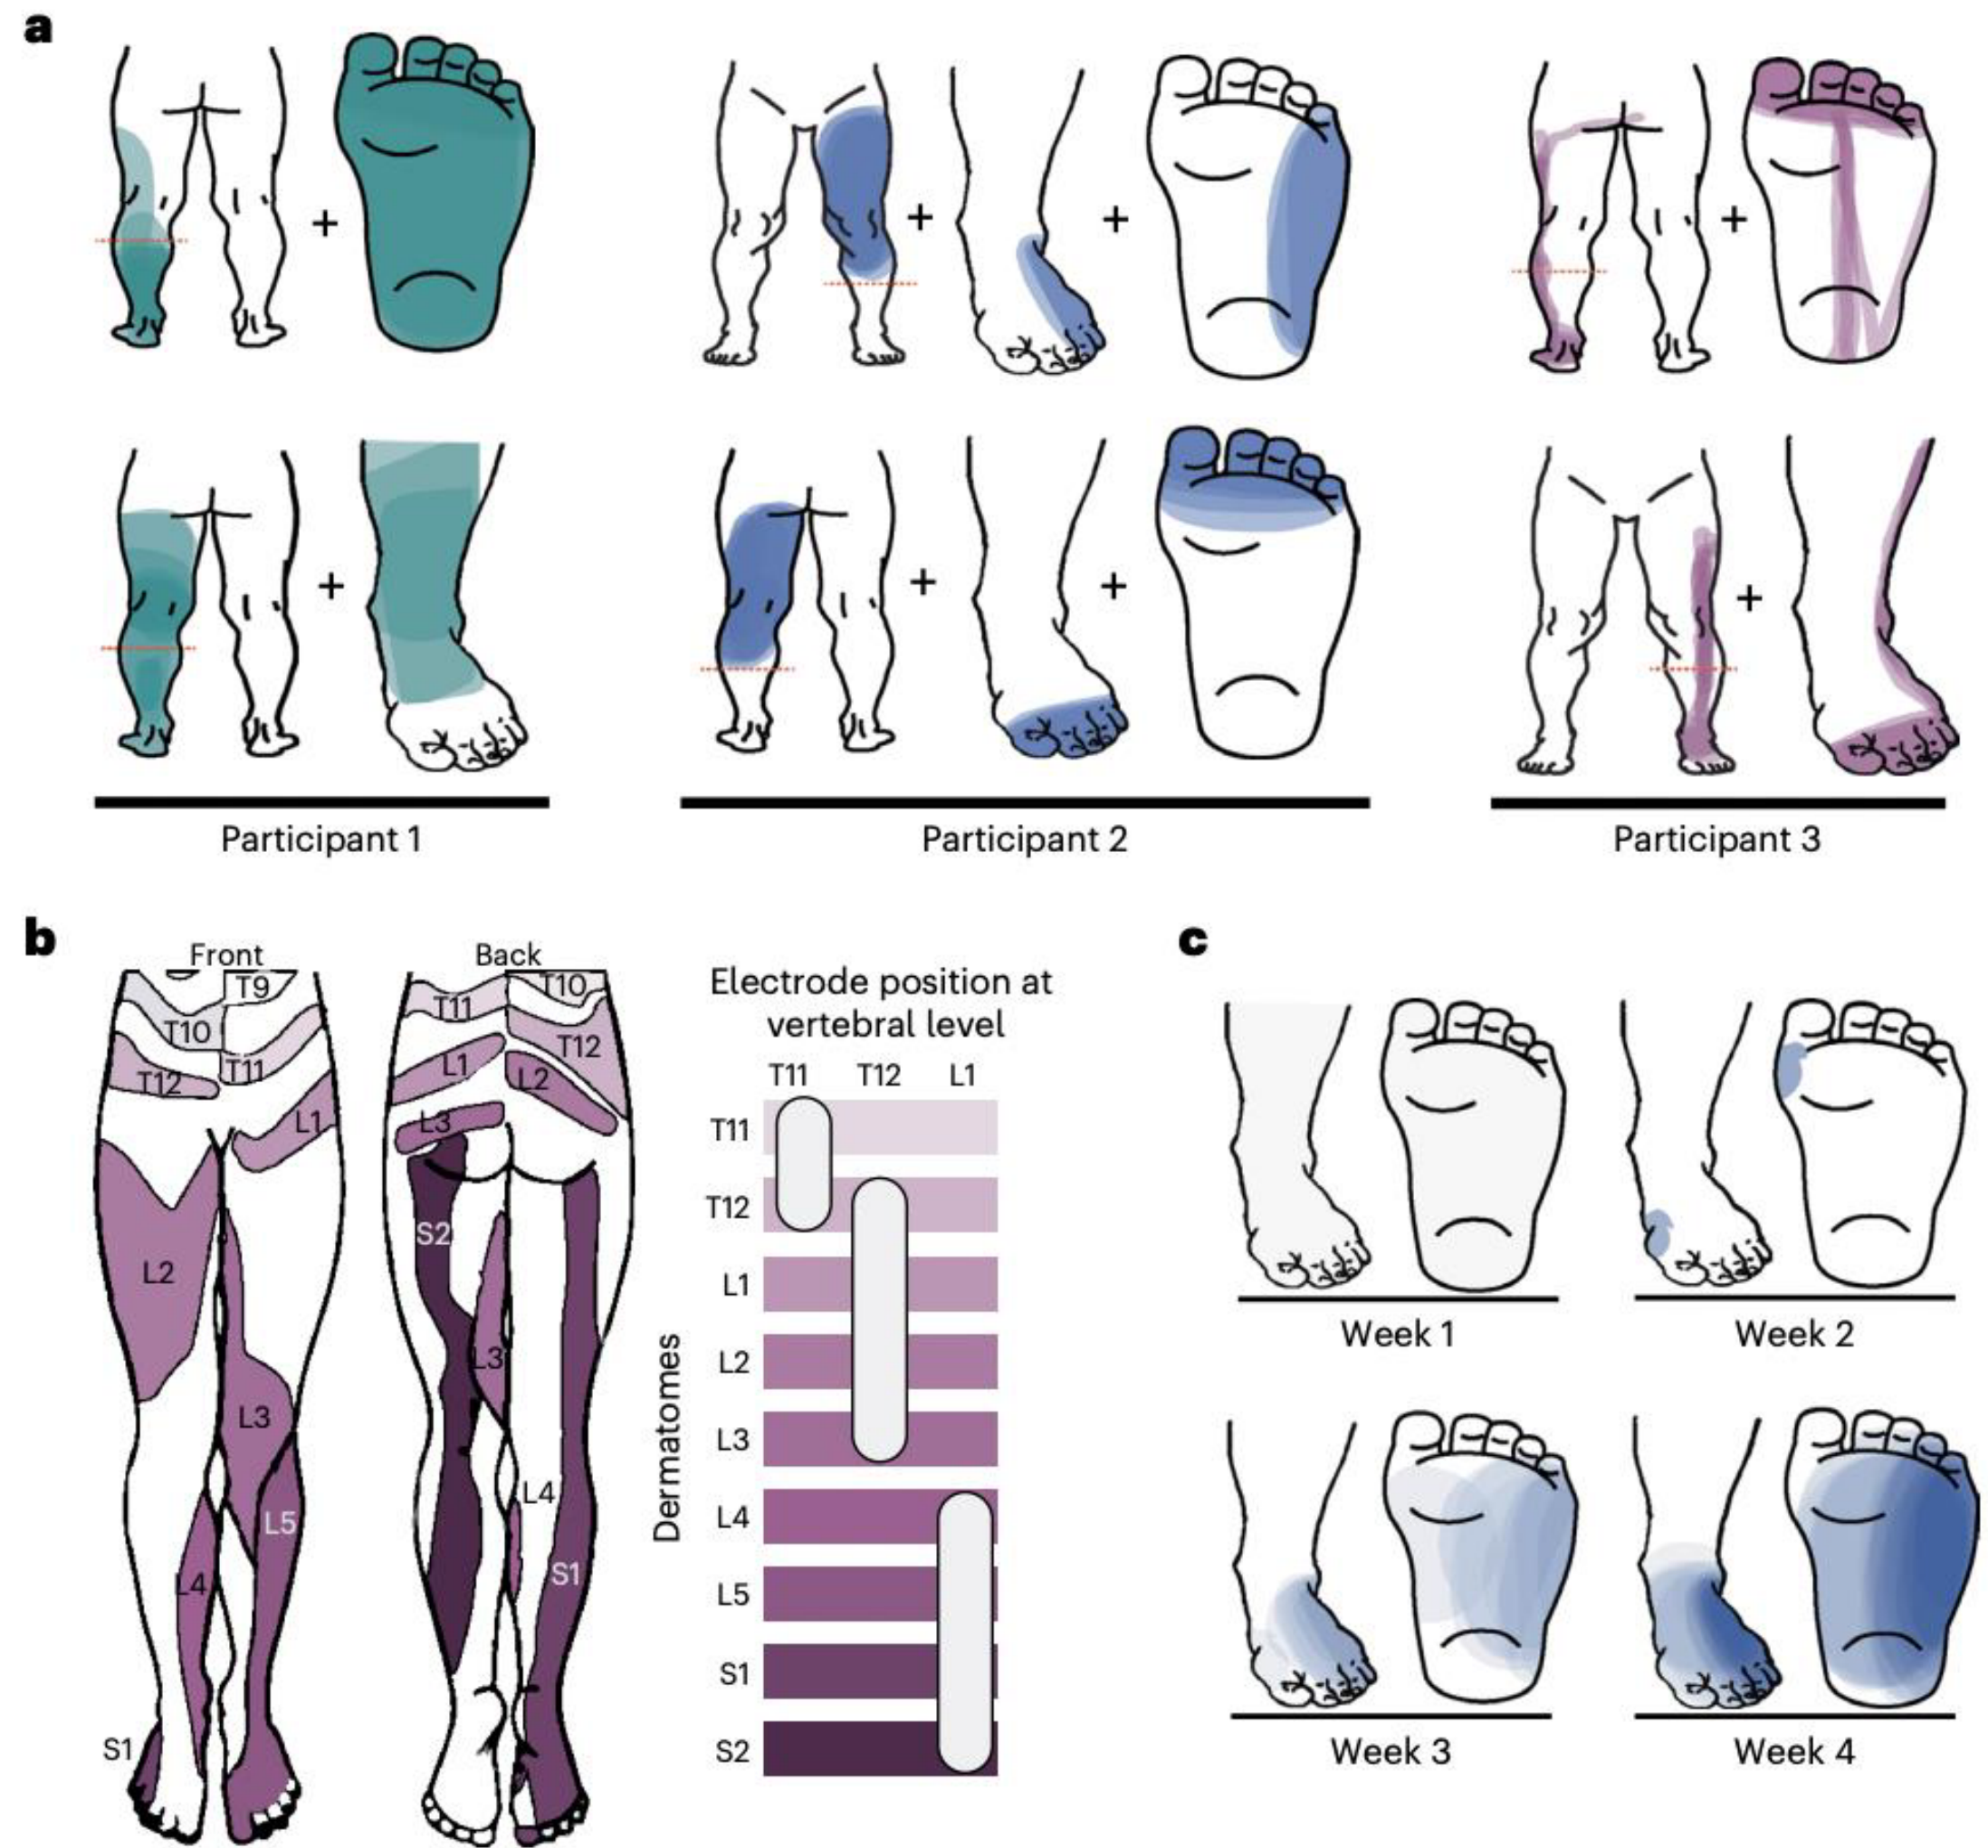 a
+
+
+
+
+
+
+
+
Participant 1
Participant 2
Participant 3
b
Front
Back
T9
T10
T11
T12
L1
L2
L3
L4
L5
S1
T10
T11
T12
L1
L2
L3
S2
L3
L4
S1
Electrode position at
vertebral level
T11 T12 L1
Dermatomes
T11
T12
L1
L2
L3
L4
L5
S1
S2
c
Week 1
Week 2
Week 3
Week 4